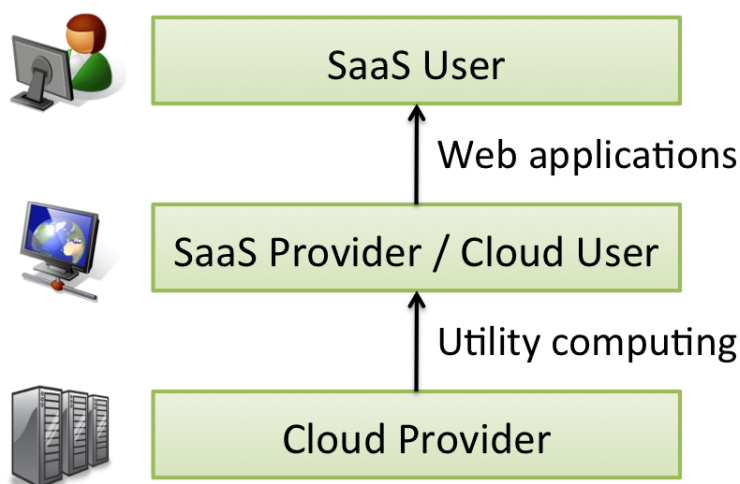 SaaS User
Web applications
SaaS Provider / Cloud User
Utility computing
Cloud Provider